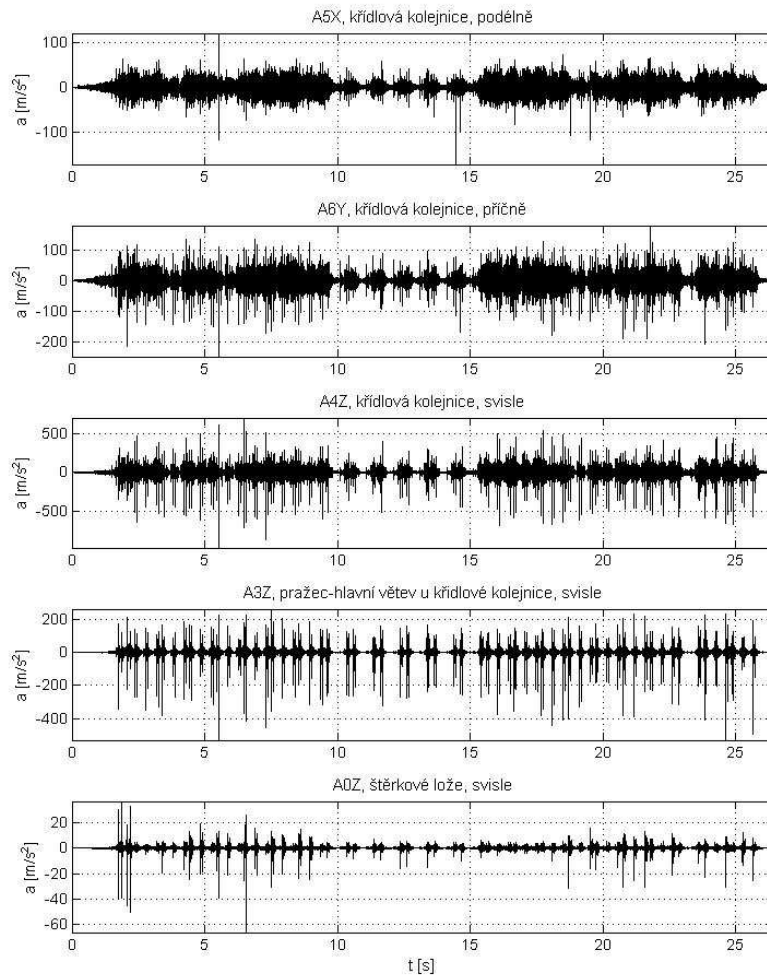 A5X, křídlová kolejnice, podélně
100
0
-100
a [m/s²]
0 5 10 15 20 25
A6Y, křídlová kolejnice, příčně
100
0
-100
-200
a [m/s²]
0 5 10 15 20 25
A4Z, křídlová kolejnice, svisle
500
0
-500
a [m/s²]
0 5 10 15 20 25
A3Z, pražec-hlavní větev u křídlové kolejnice, svisle
200
0
-200
-400
a [m/s²]
0 5 10 15 20 25
A0Z, štěrkové lože, svisle
20
0
-20
-40
-60
a [m/s²]
0 5 10 15 20 25
t [s]